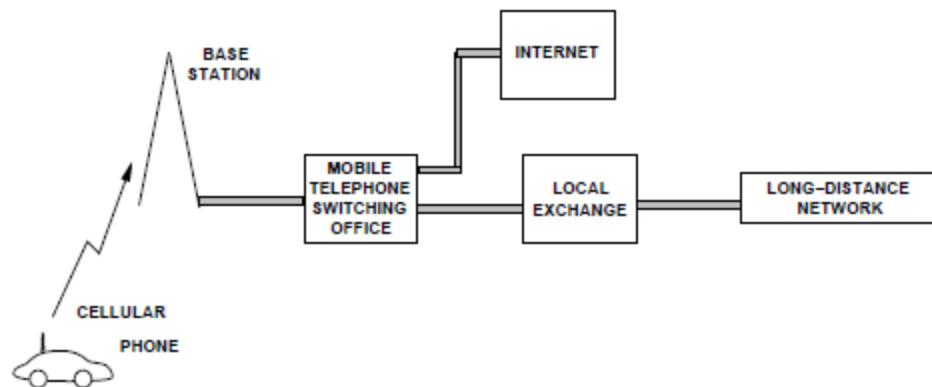 BASE
STATION
INTERNET
MOBILE
TELEPHONE
SWITCHING
OFFICE
LOCAL
EXCHANGE
LONG–DISTANCE
NETWORK
CELLULAR
PHONE